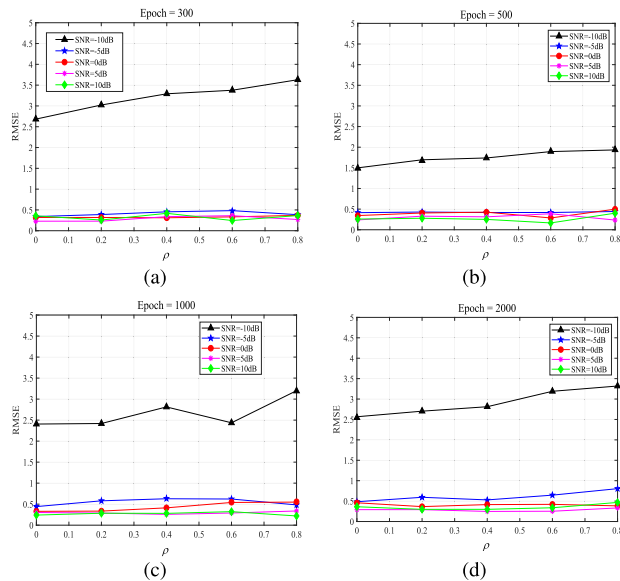 Epoch = 300
5
4.5
4
3.5
3
2.5
2
1.5
1
0.5
0
RMSE
SNR=-10dB
SNR=-5dB
SNR=0dB
SNR=5dB
SNR=10dB
0 0.1 0.2 0.3 0.4 0.5 0.6 0.7 0.8
ρ
(a)
Epoch = 500
5
4.5
4
3.5
3
2.5
2
1.5
1
0.5
0
RMSE
SNR=-10dB
SNR=-5dB
SNR=0dB
SNR=5dB
SNR=10dB
0 0.1 0.2 0.3 0.4 0.5 0.6 0.7 0.8
ρ
(b)
Epoch = 1000
5
4.5
4
3.5
3
2.5
2
1.5
1
0.5
0
RMSE
SNR=-10dB
SNR=-5dB
SNR=0dB
SNR=5dB
SNR=10dB
0 0.1 0.2 0.3 0.4 0.5 0.6 0.7 0.8
ρ
(c)
Epoch = 2000
5
4.5
4
3.5
3
2.5
2
1.5
1
0.5
0
RMSE
SNR=-10dB
SNR=-5dB
SNR=0dB
SNR=5dB
SNR=10dB
0 0.1 0.2 0.3 0.4 0.5 0.6 0.7 0.8
ρ
(d)